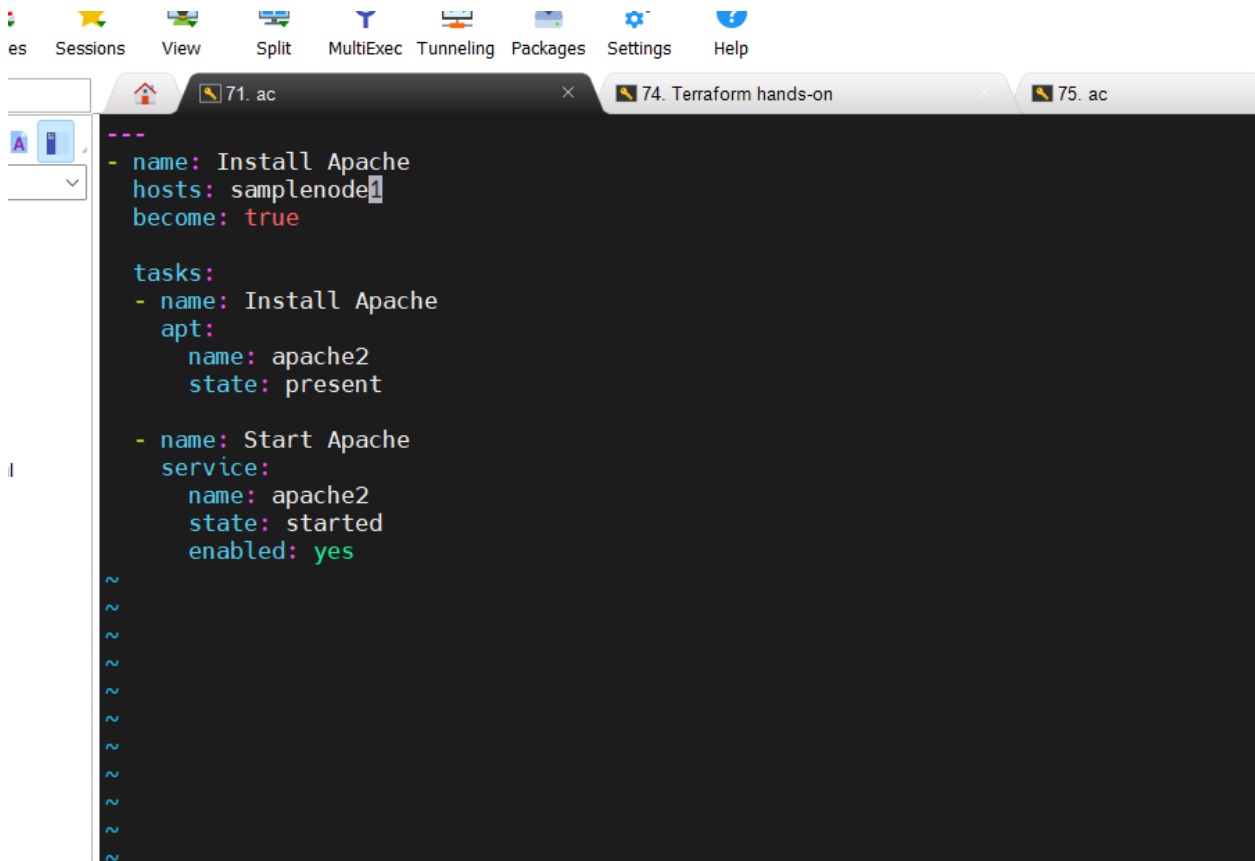 es Sessions View Split MultiExec Tunneling Packages Settings Help
71. ac × 74. Terraform hands-on × 75. ac
A
---
- name: Install Apache
  hosts: samplenode1
  become: true

  tasks:
  - name: Install Apache
    apt:
      name: apache2
      state: present

  - name: Start Apache
    service:
      name: apache2
      state: started
      enabled: yes
~
~
~
~
~
~
~
~
~
~
~